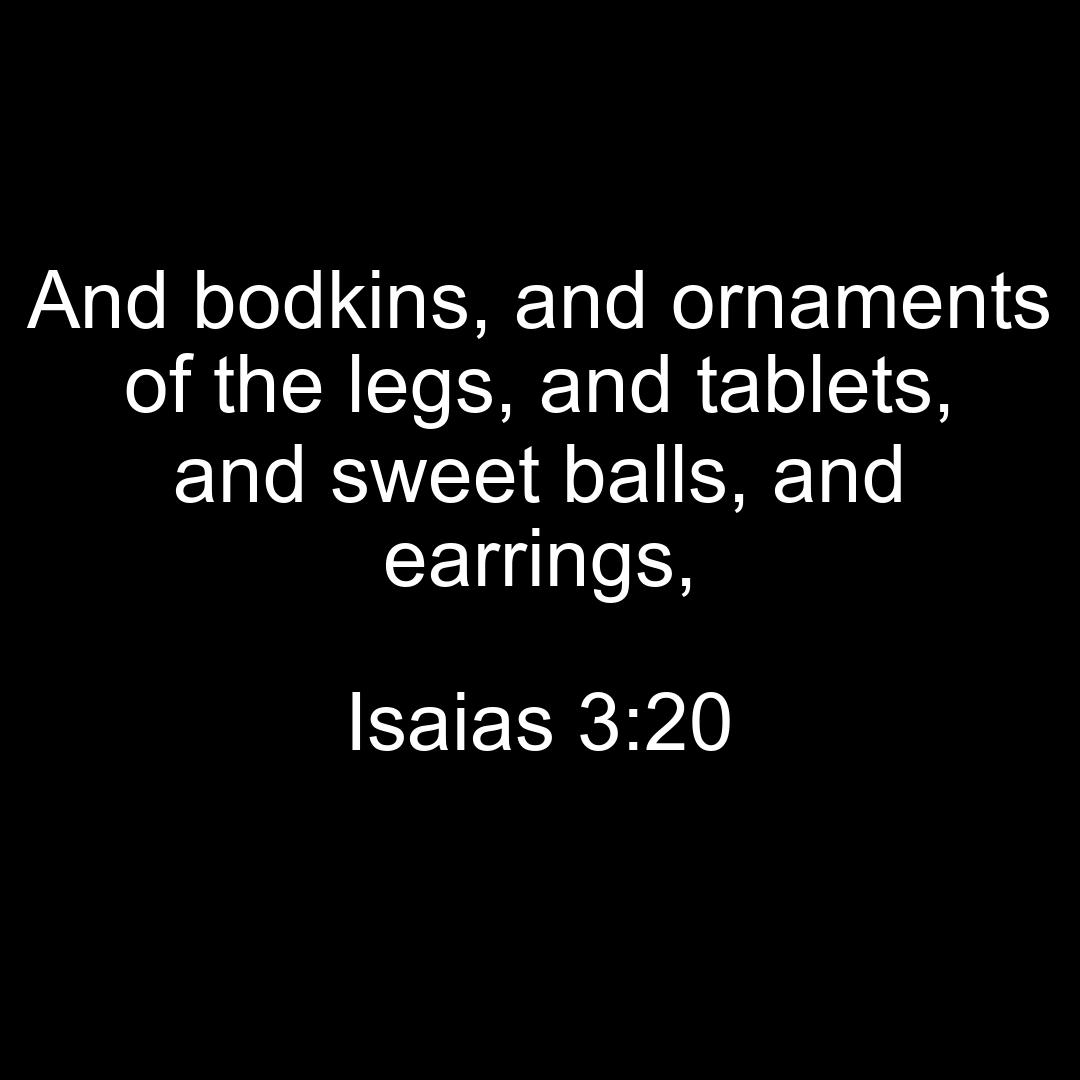 And bodkins, and ornaments
of the legs, and tablets,
and sweet balls, and
earrings,
Isaias 3:20